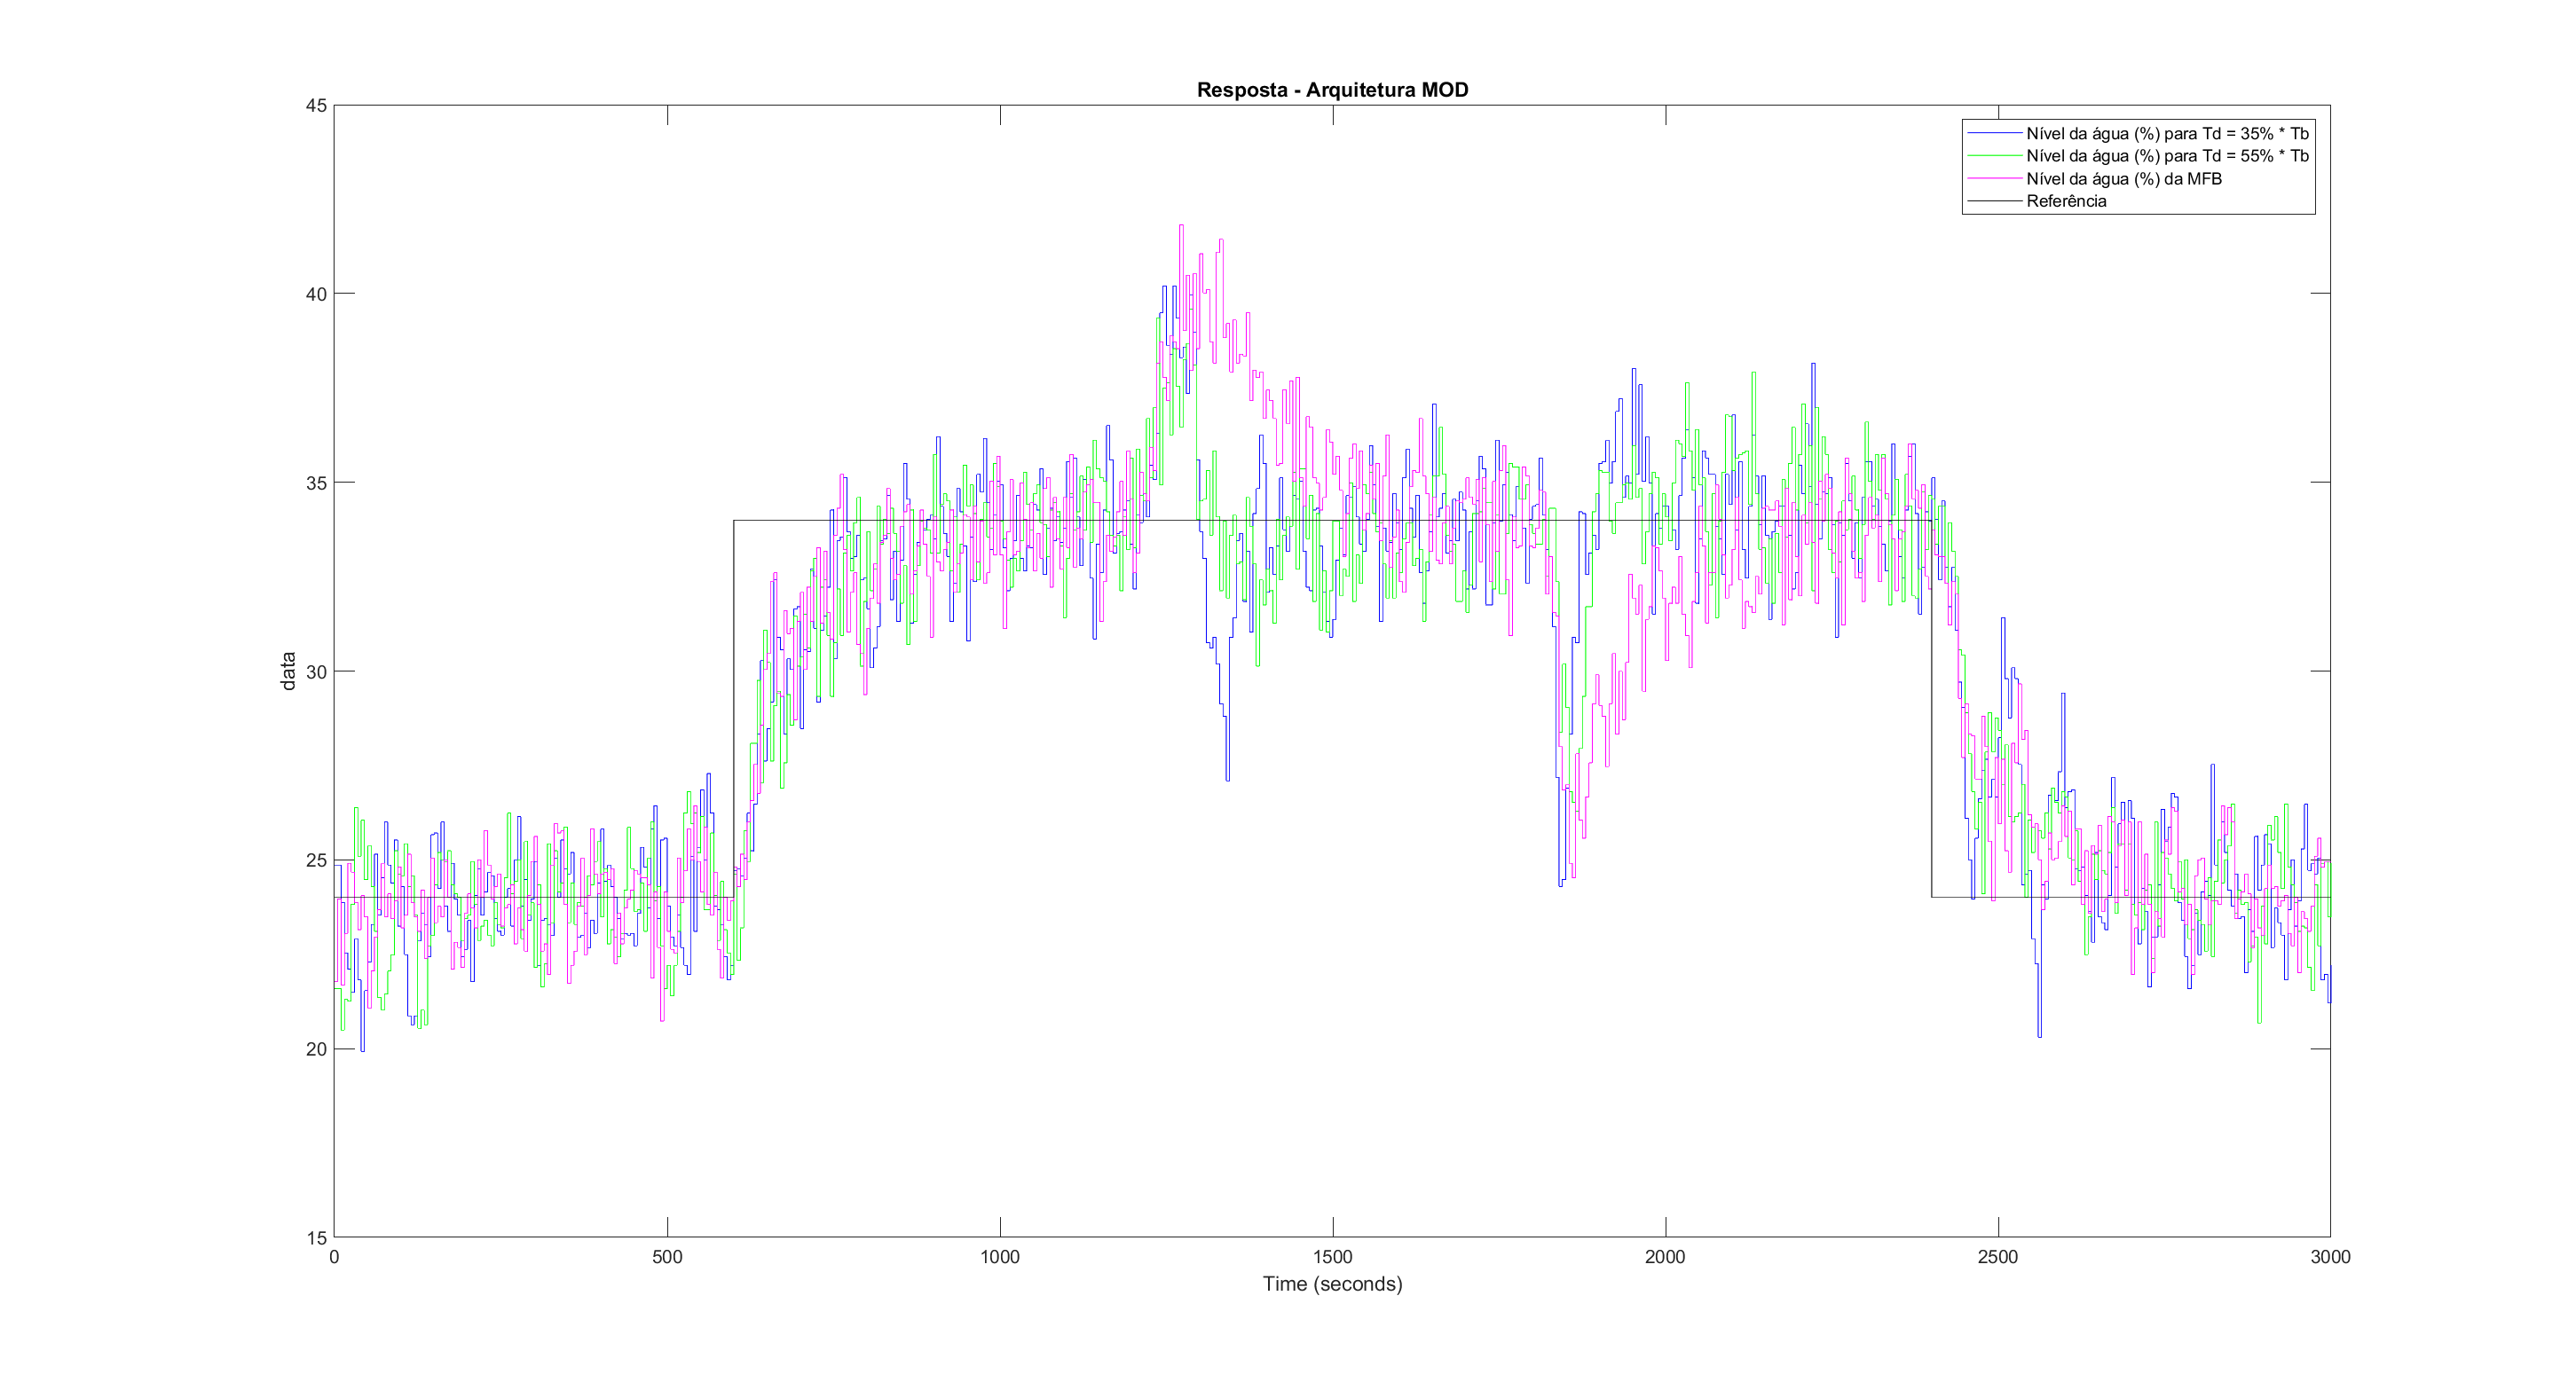 Resposta - Arquitetura MOD
45
40
35
30
25
20
15
data
Nível da água (%) para Td = 35% * Tb
Nível da água (%) para Td = 55% * Tb
Nível da água (%) da MFB
Referência
0 500 1000 1500 2000 2500 3000
Time (seconds)